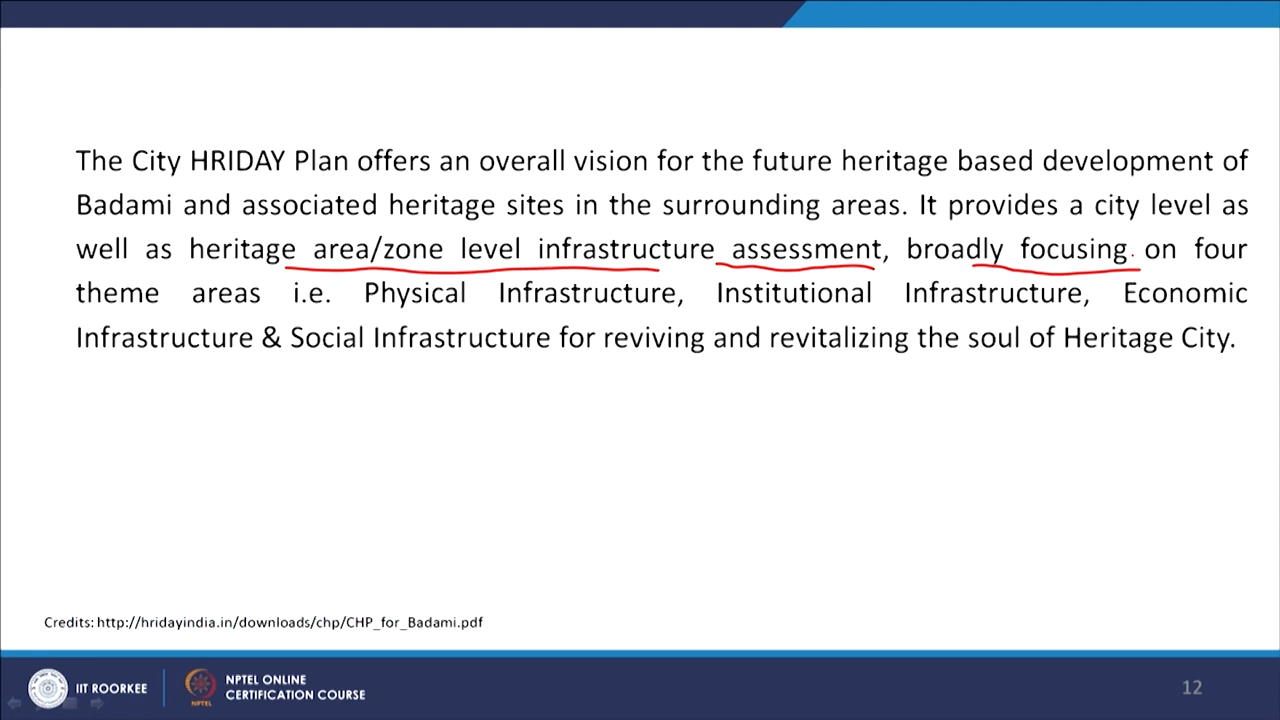 The City HRIDAY Plan offers an overall vision for the future heritage based development of
Badami and associated heritage sites in the surrounding areas. It provides a city level as
well as heritage area/zone level infrastructure assessment, broadly focusing on four
theme areas i.e. Physical Infrastructure, Institutional Infrastructure, Economic
Infrastructure & Social Infrastructure for reviving and revitalizing the soul of Heritage City.
Credits: http://hridayindia.in/downloads/chp/CHP_for_Badami.pdf
IIT ROORKEE
NPTEL
NPTEL ONLINE
CERTIFICATION COURSE
12